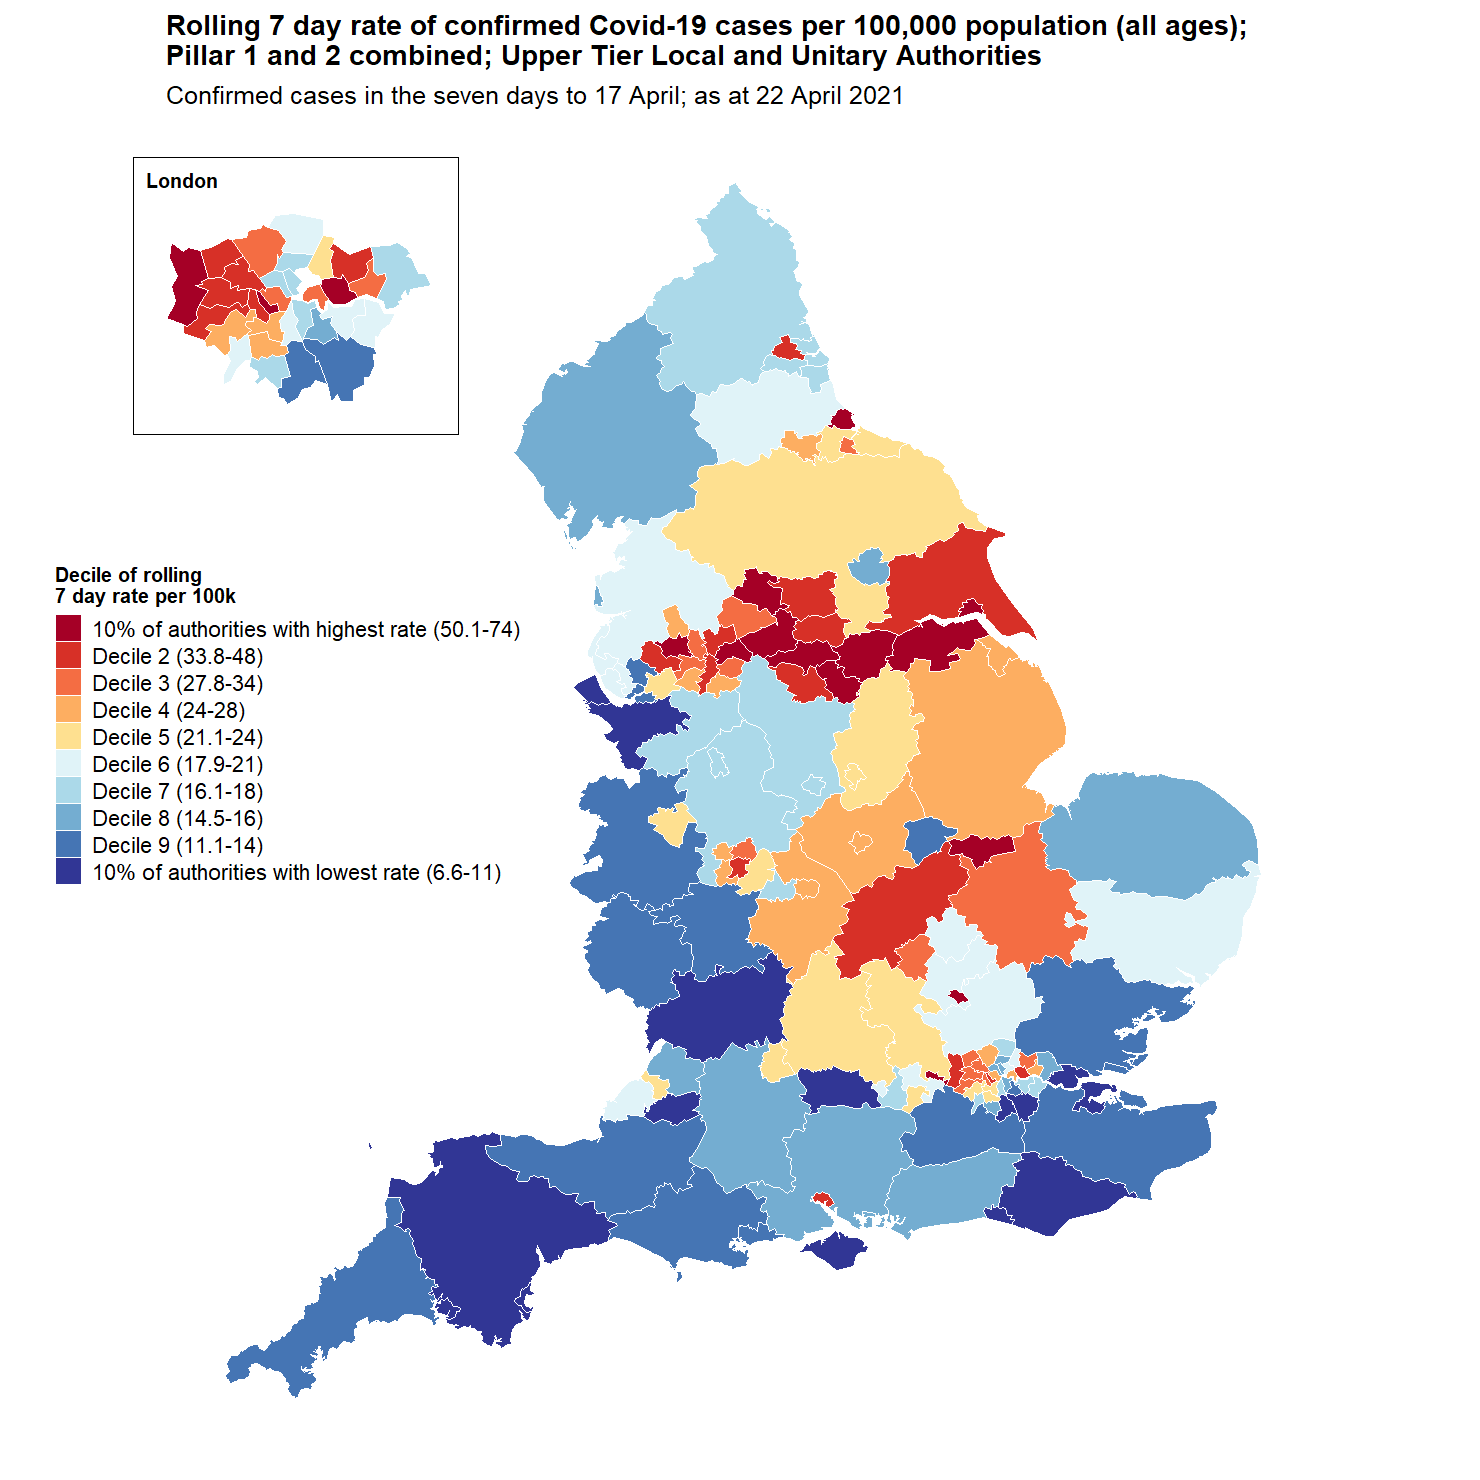 Rolling 7 day rate of confirmed Covid-19 cases per 100,000 population (all ages);
Pillar 1 and 2 combined; Upper Tier Local and Unitary Authorities
Confirmed cases in the seven days to 17 April; as at 22 April 2021
London
Decile of rolling
7 day rate per 100k
10% of authorities with highest rate (50.1-74)
Decile 2 (33.8-48)
Decile 3 (27.8-34)
Decile 4 (24-28)
Decile 5 (21.1-24)
Decile 6 (17.9-21)
Decile 7 (16.1-18)
Decile 8 (14.5-16)
Decile 9 (11.1-14)
10% of authorities with lowest rate (6.6-11)